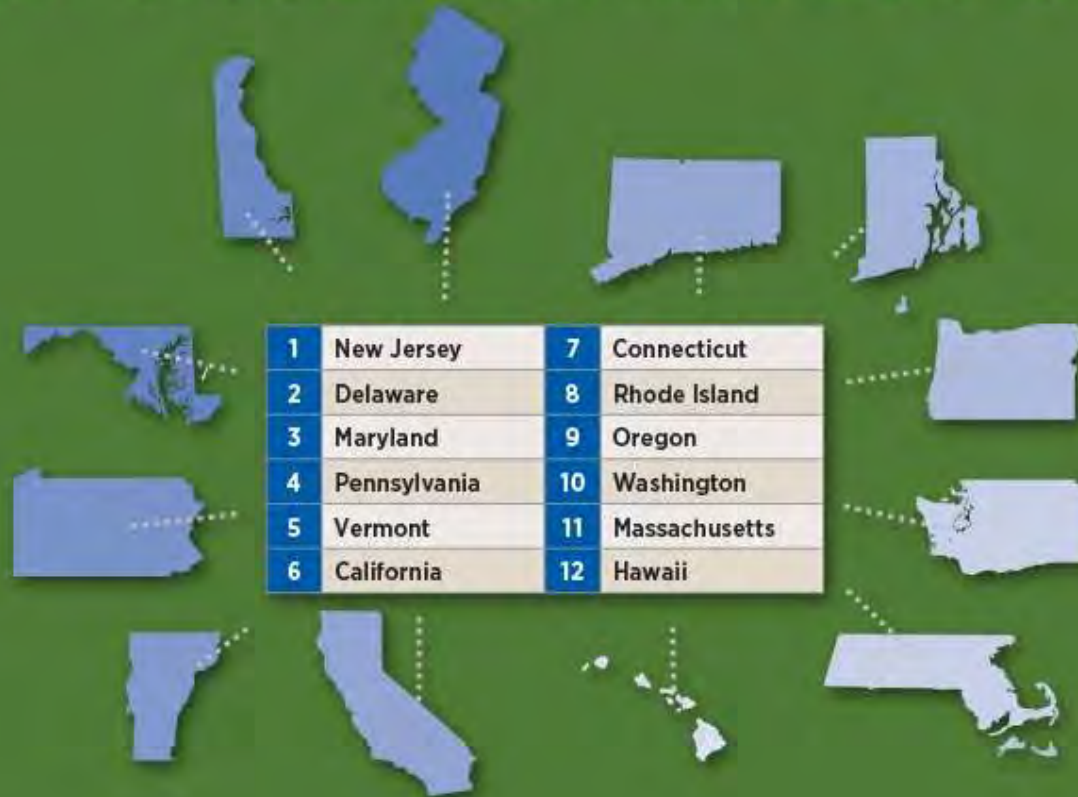 1 New Jersey 7 Connecticut
2 Delaware 8 Rhode Island
3 Maryland 9 Oregon
4 Pennsylvania 10 Washington
5 Vermont 11 Massachusetts
6 California 12 Hawaii